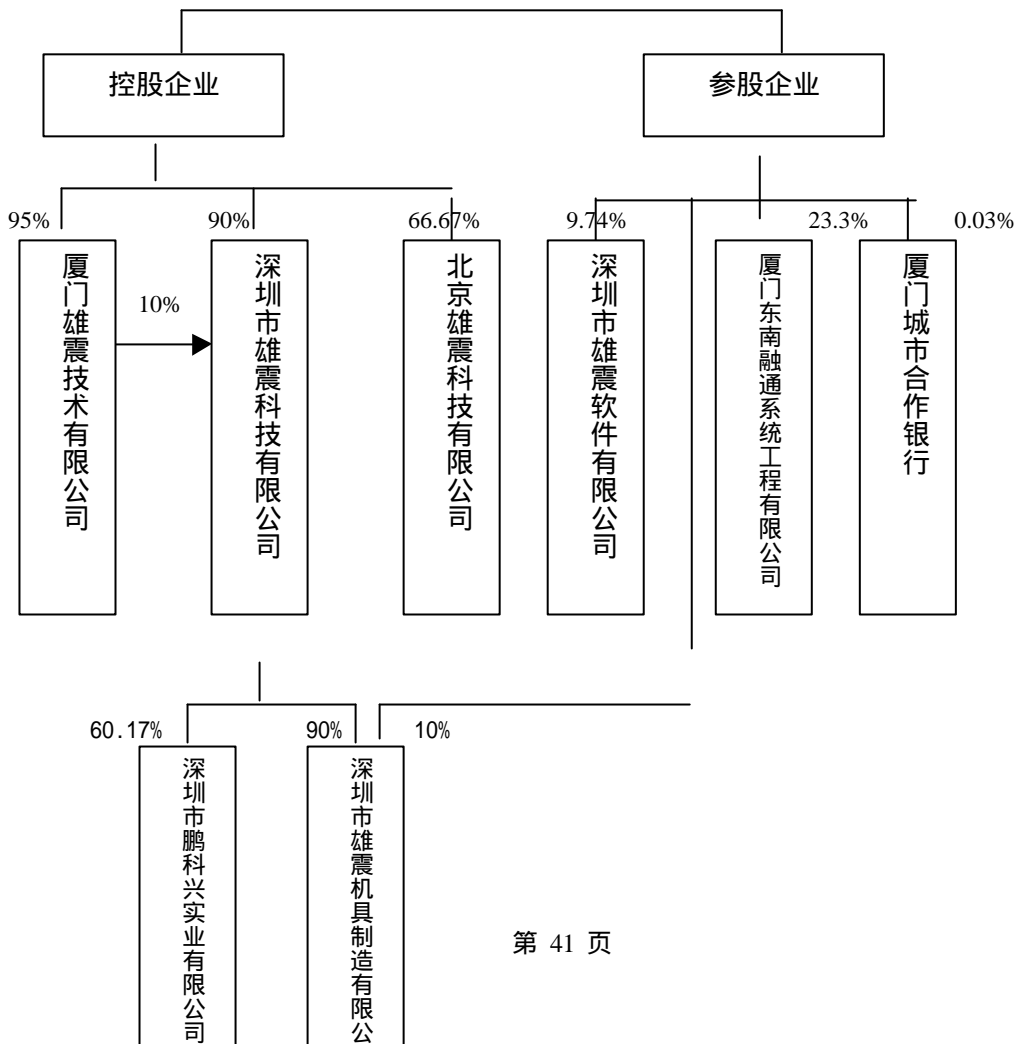 控股企业
参股企业
95%
90%
66.67%
9.74%
23.3%
0.03%
厦门雄震技术有限公司
10%
深圳市雄震科技有限公司
北京雄震科技有限公司
深圳市雄震软件有限公司
厦门东南融通系统工程有限公司
厦门城市合作银行
60.17%
90%
10%
深圳市鹏科兴实业有限公司
深圳市雄震机具制造有限公
第 41 页